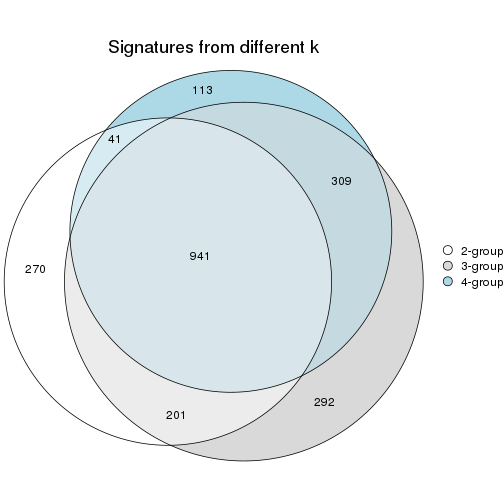 Signatures from different k
113
41
309
941
270
2-group
3-group
4-group
292
201